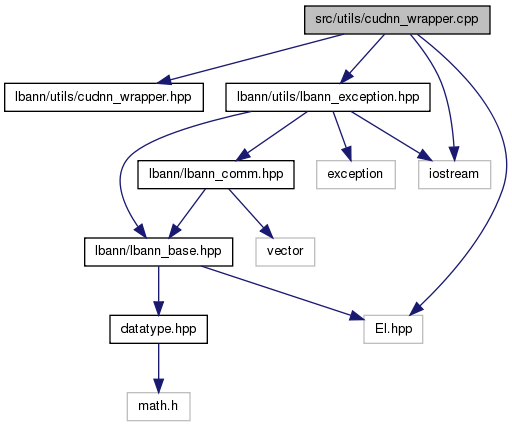 src/utils/cudnn_wrapper.cpp
lbann/utils/cudnn_wrapper.hpp
lbann/utils/lbann_exception.hpp
lbann/lbann_comm.hpp
exception
iostream
lbann/lbann_base.hpp
vector
datatype.hpp
El.hpp
math.h